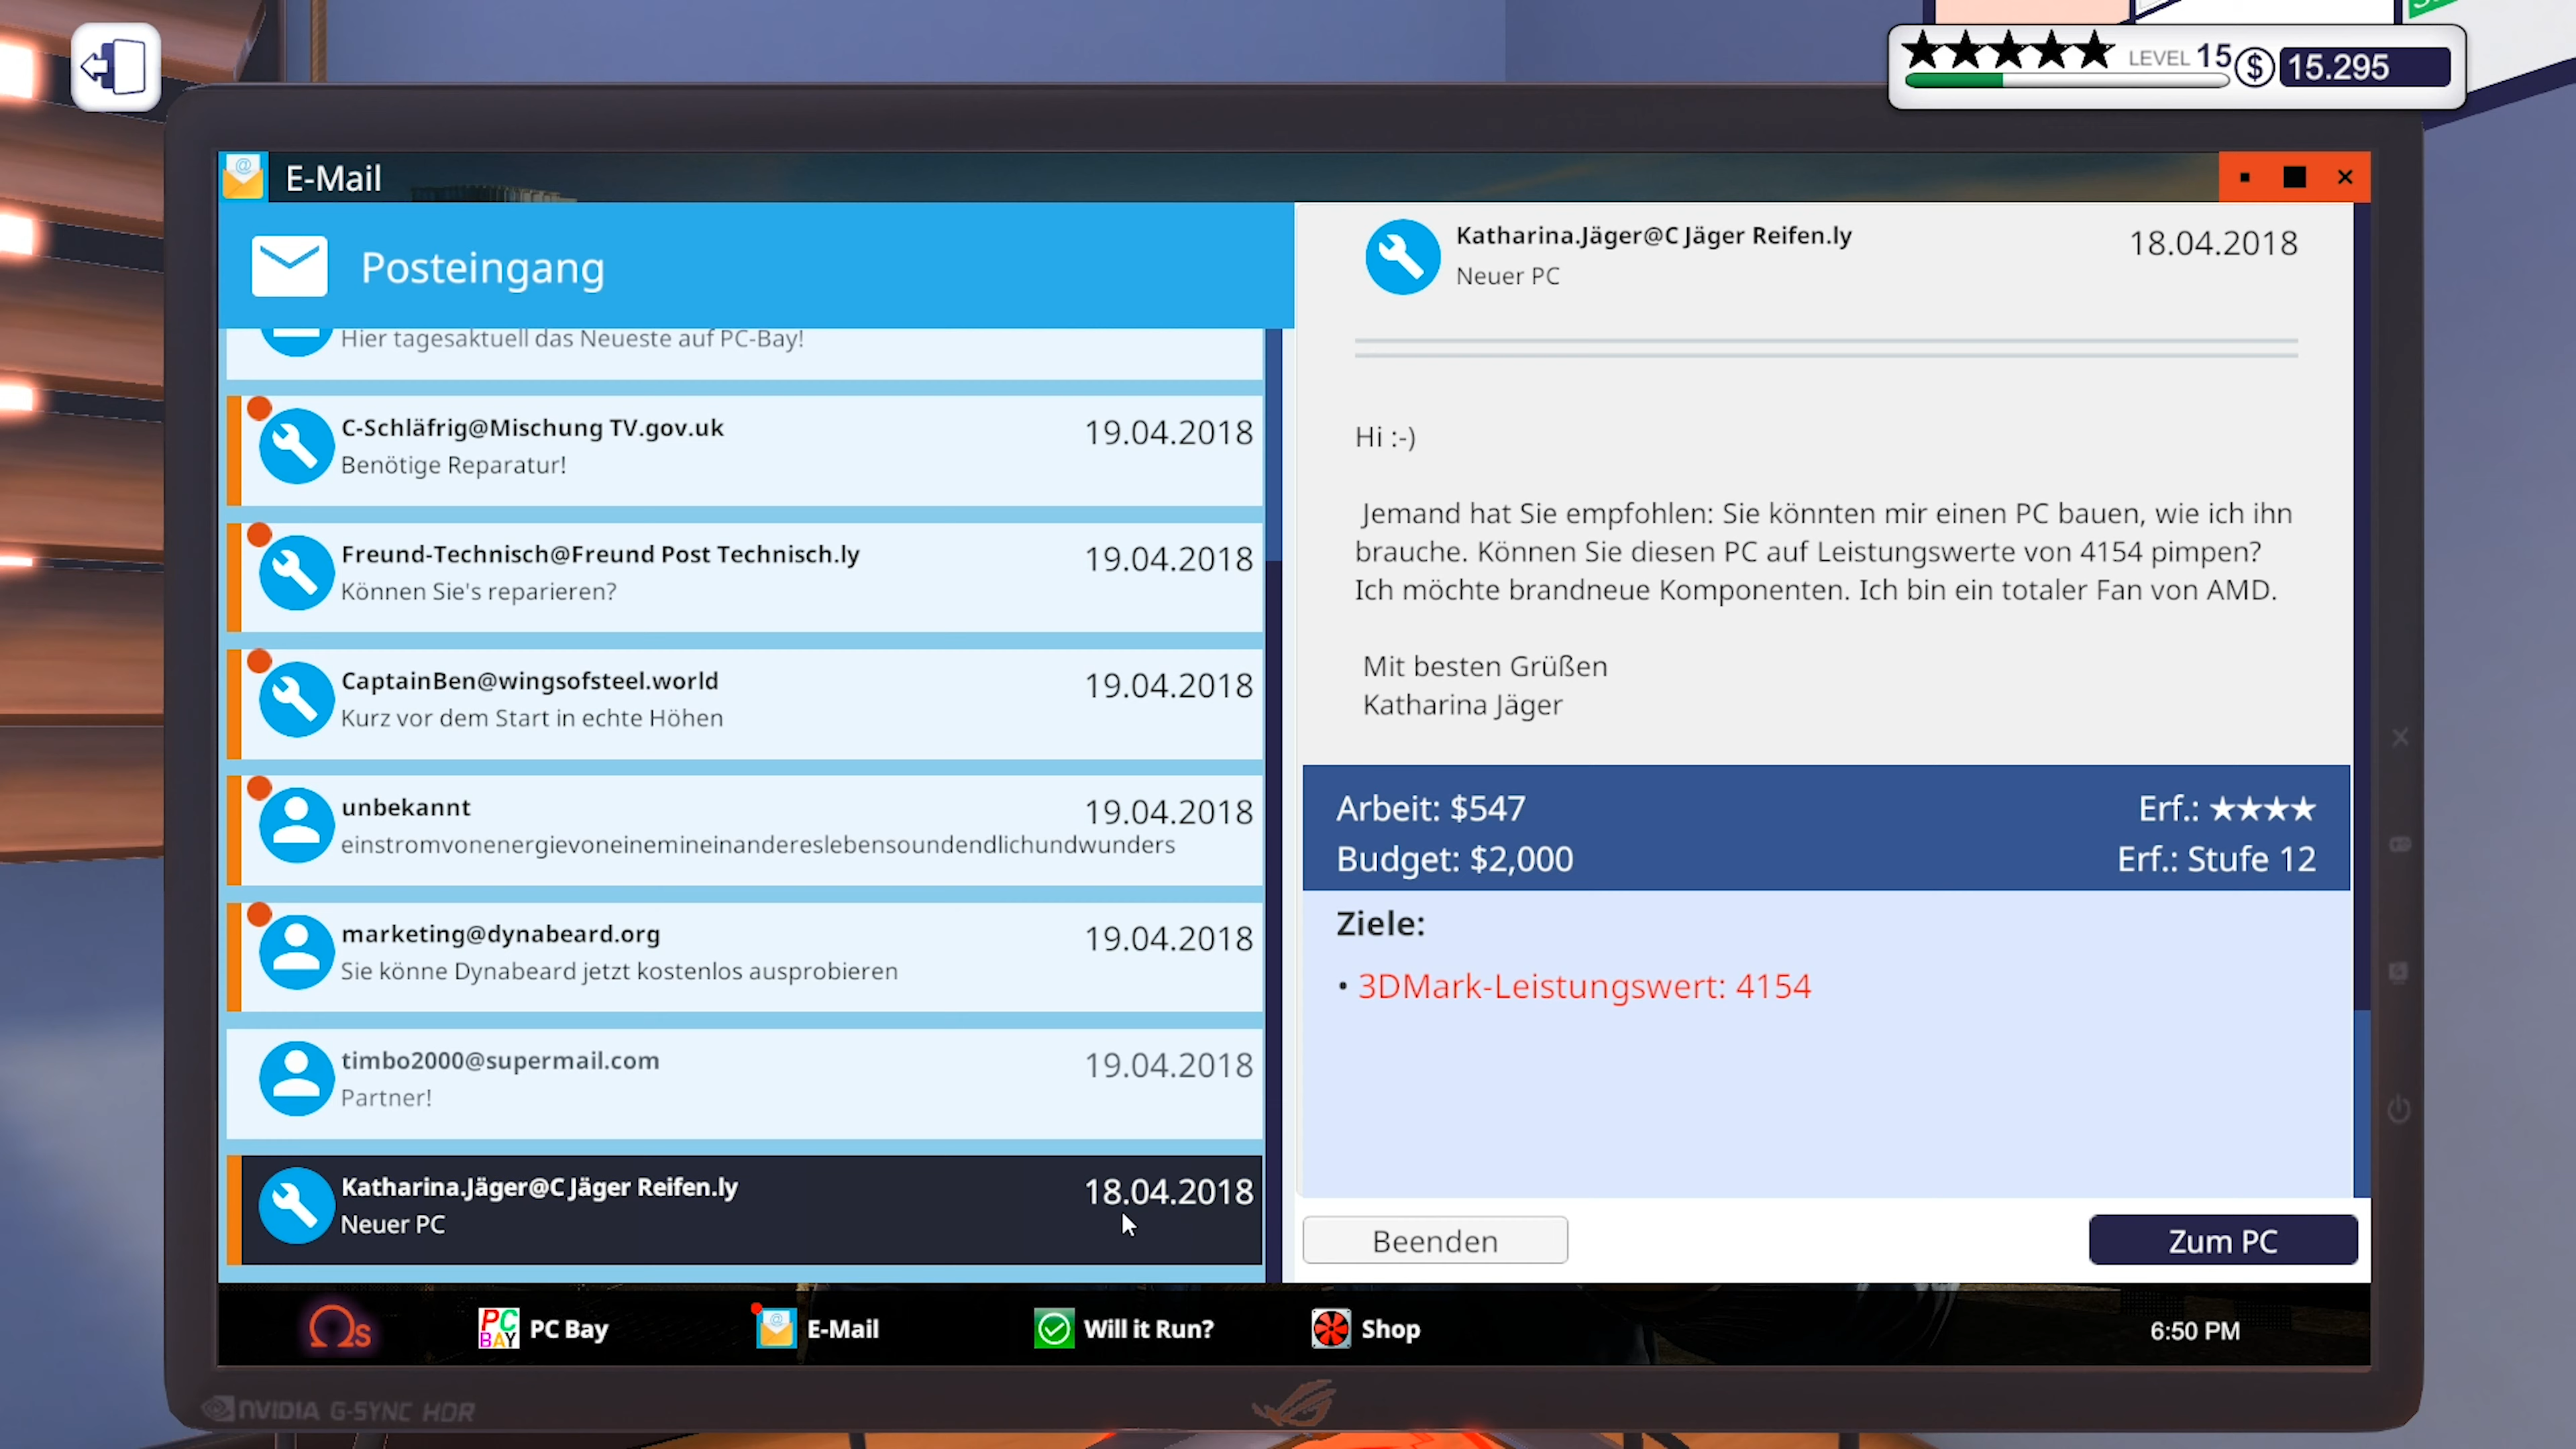 LEVEL 15
15.295
E-Mail
Posteingang
Hier tagesaktuell das Neueste auf PC-Bay!
C-Schläfrig@Mischung TV.gov.uk
19.04.2018
Benötige Reparatur!
Freund-Technisch@Freund Post Technisch.ly
19.04.2018
Können Sie's reparieren?
CaptainBen@wingsofsteel.world
19.04.2018
Kurz vor dem Start in echte Höhen
unbekannt
19.04.2018
einstromvonenergievoneinemineinandereslebensoundendlichundwunders
marketing@dynabeard.org
19.04.2018
Sie könne Dynabeard jetzt kostenlos ausprobieren
timbo2000@supermail.com
19.04.2018
Partner!
Katharina.Jäger@C Jäger Reifen.ly
18.04.2018
Neuer PC
Katharina.Jäger@C Jäger Reifen.ly
18.04.2018
Neuer PC
Hi :-)
Jemand hat Sie empfohlen: Sie könnten mir einen PC bauen, wie ich ihn
brauche. Können Sie diesen PC auf Leistungswerte von 4154 pimpen?
Ich möchte brandneue Komponenten. Ich bin ein totaler Fan von AMD.
Mit besten Grüßen
Katharina Jäger
Arbeit: $547
Erf.: ★★★★
Budget: $2,000
Erf.: Stufe 12
Ziele:
• 3DMark-Leistungswert: 4154
Beenden
Zum PC
Ωs
PC BAY
PC Bay
E-Mail
Will it Run?
Shop
6:50 PM
NVIDIA G-SYNC HDR